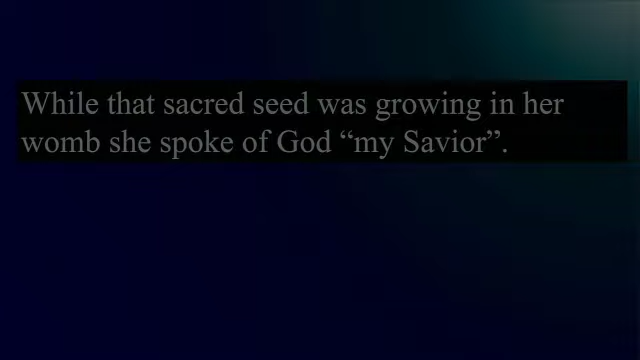 While that sacred seed was growing in her
womb she spoke of God “my Savior”.